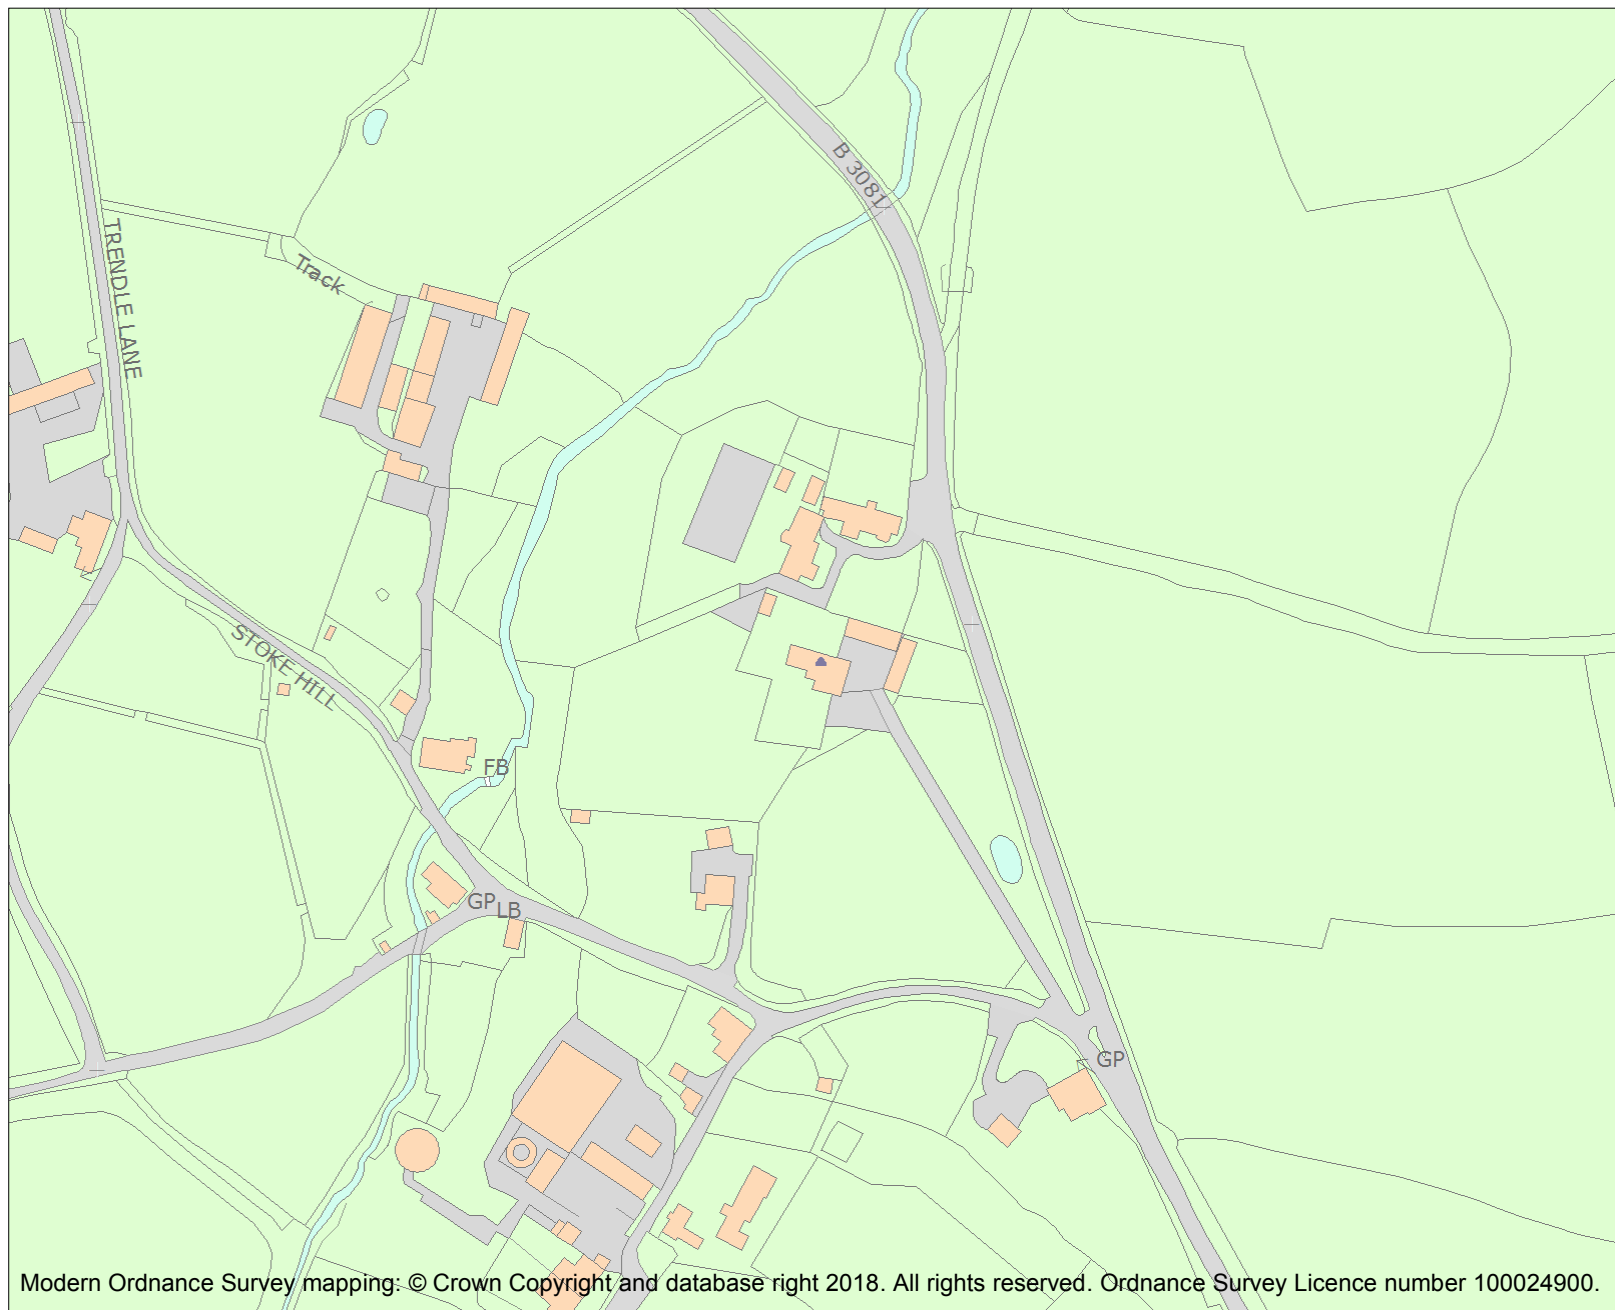 B 3081
TRENDLE LANE
Track
STOKE HILL
FB
GP
LB
GP
Modern Ordnance Survey mapping: © Crown Copyright and database right 2018. All rights reserved. Ordnance Survey Licence number 100024900.